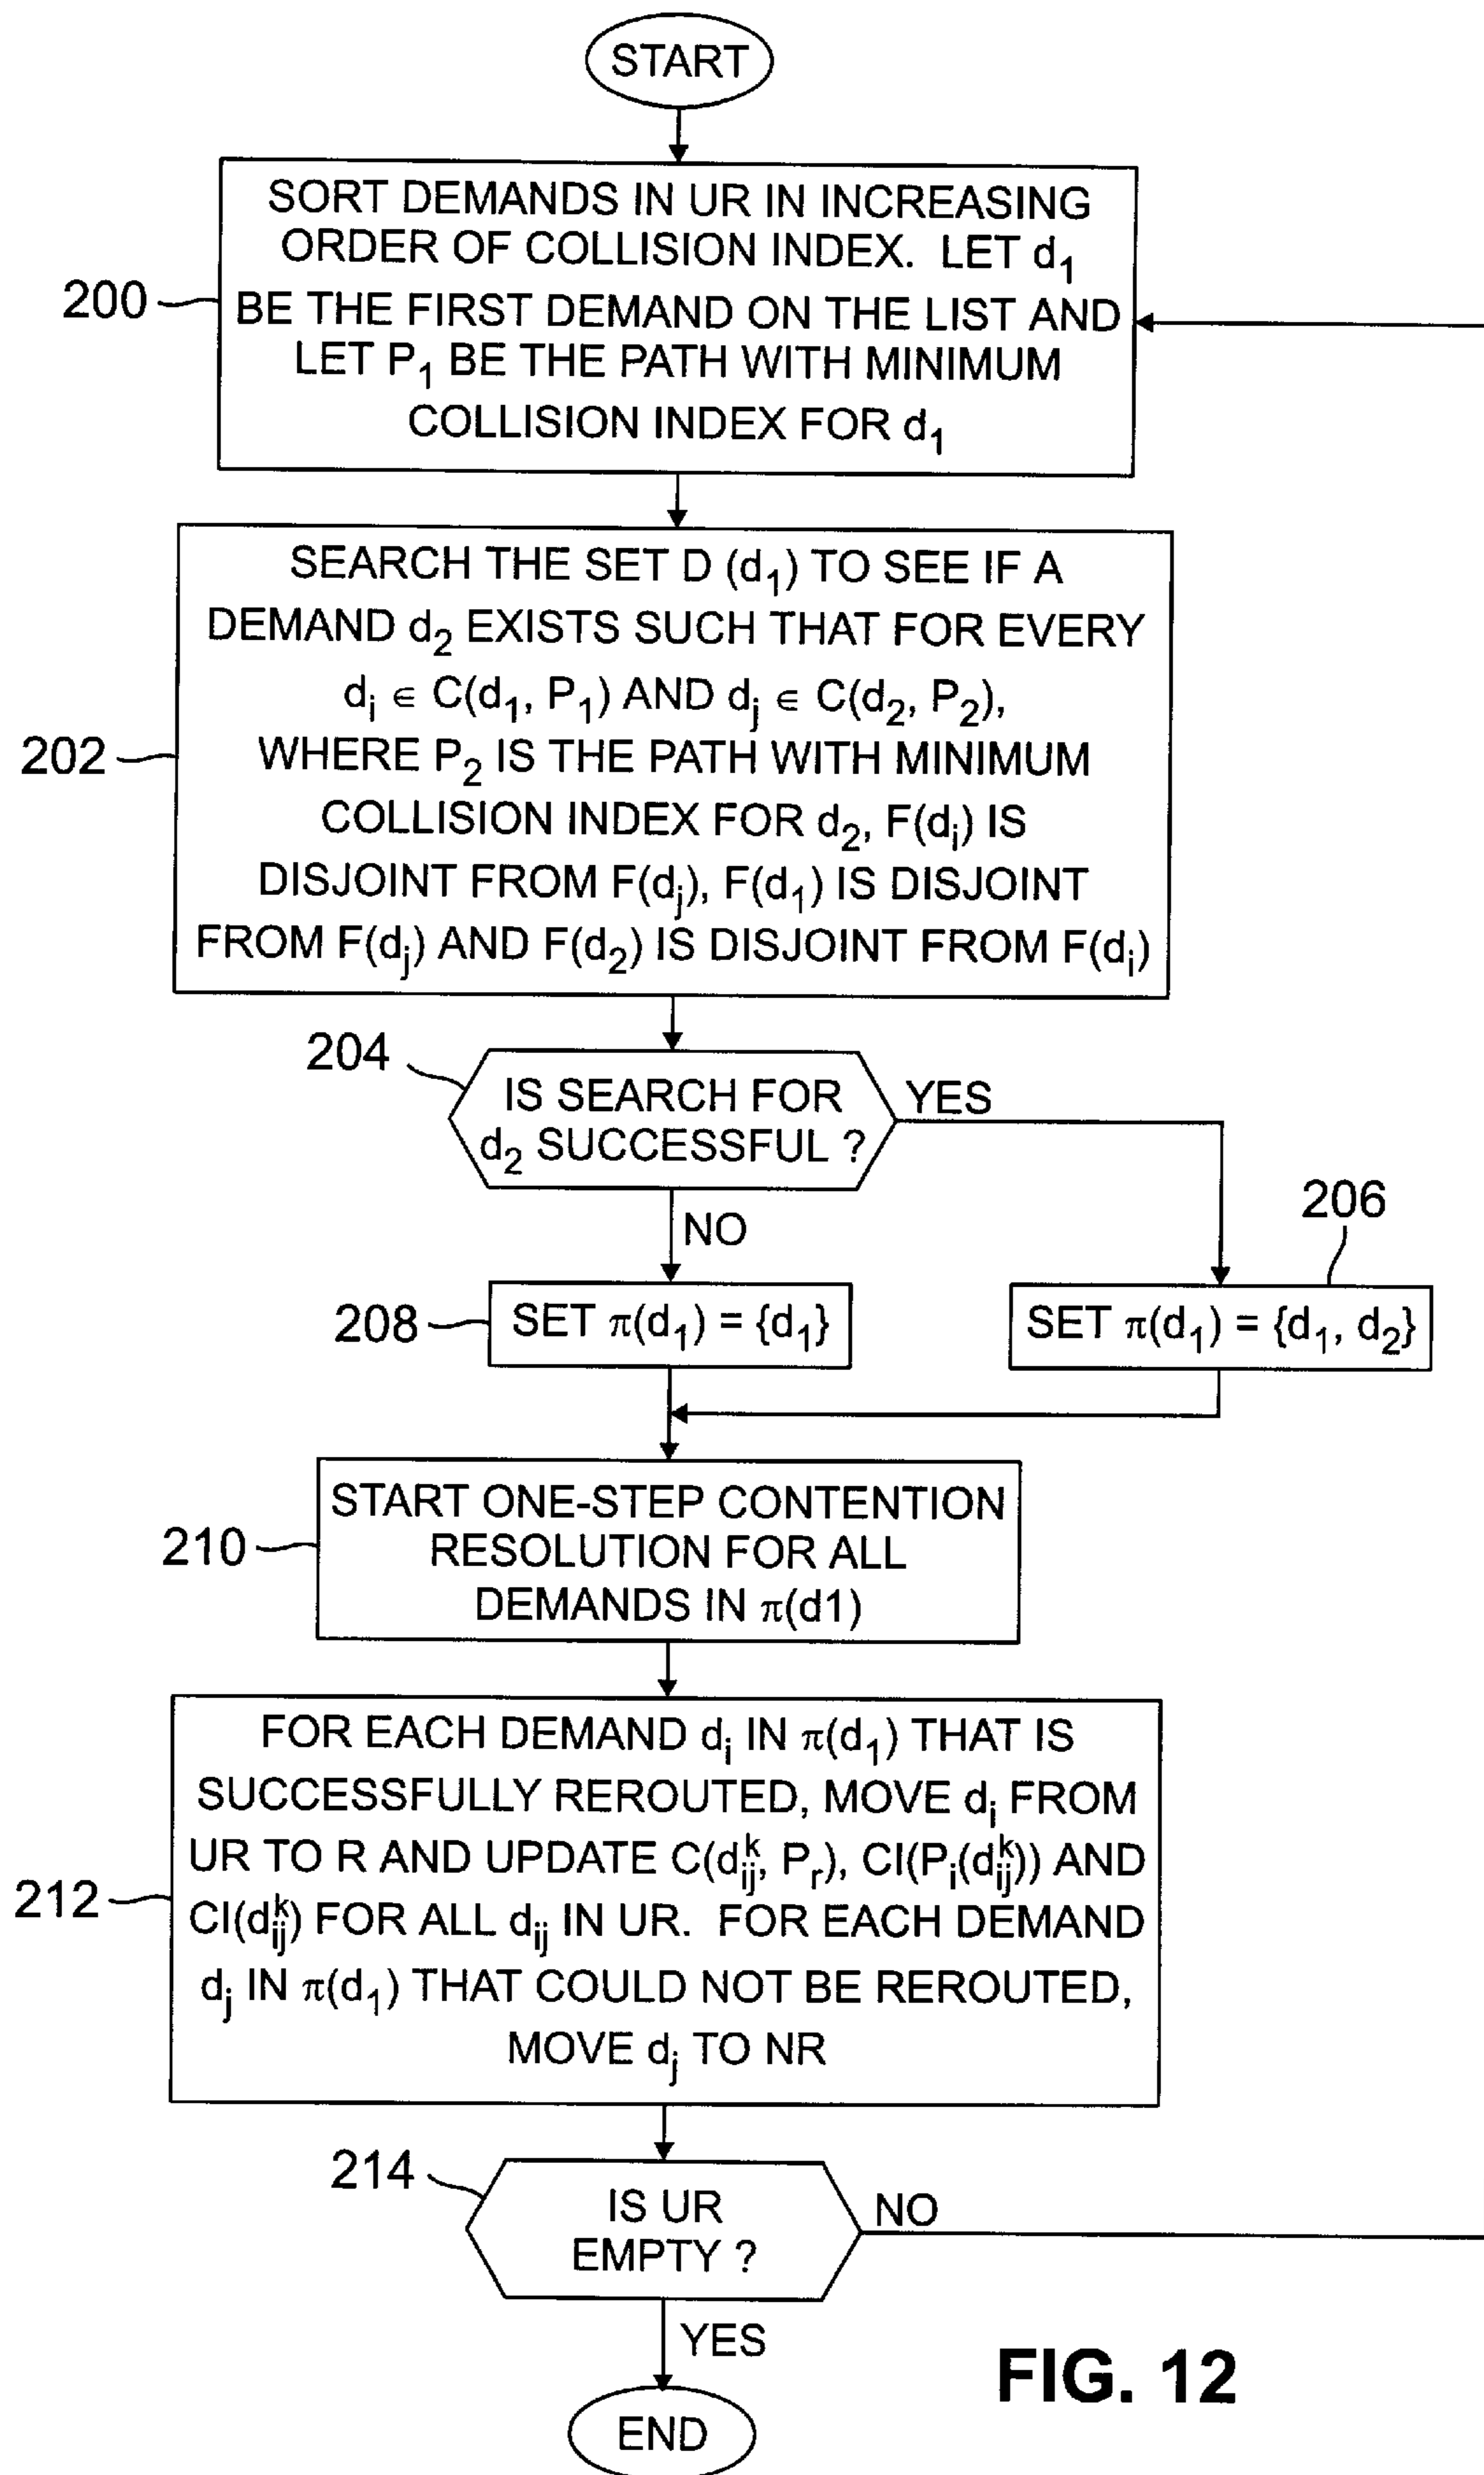 START
200
SORT DEMANDS IN UR IN INCREASING
ORDER OF COLLISION INDEX. LET d₁
BE THE FIRST DEMAND ON THE LIST AND
LET P₁ BE THE PATH WITH MINIMUM
COLLISION INDEX FOR d₁
202
SEARCH THE SET D (d₁) TO SEE IF A
DEMAND d₂ EXISTS SUCH THAT FOR EVERY
dᵢ ∈ C(d₁, P₁) AND dⱼ ∈ C(d₂, P₂),
WHERE P₂ IS THE PATH WITH MINIMUM
COLLISION INDEX FOR d₂, F(dᵢ) IS
DISJOINT FROM F(dⱼ), F(d₁) IS DISJOINT
FROM F(dⱼ) AND F(d₂) IS DISJOINT FROM F(dᵢ)
204
IS SEARCH FOR
d₂ SUCCESSFUL ?
YES
NO
206
208
SET π(d₁) = {d₁}
SET π(d₁) = {d₁, d₂}
210
START ONE-STEP CONTENTION
RESOLUTION FOR ALL
DEMANDS IN π(d1)
212
FOR EACH DEMAND dᵢ IN π(d₁) THAT IS
SUCCESSFULLY REROUTED, MOVE dᵢ FROM
UR TO R AND UPDATE C(dᵢⱼᵏ, Pᵣ), CI(Pᵢ(dᵢⱼᵏ)) AND
CI(dᵢⱼᵏ) FOR ALL dᵢⱼ IN UR. FOR EACH DEMAND
dⱼ IN π(d₁) THAT COULD NOT BE REROUTED,
MOVE dⱼ TO NR
214
IS UR
EMPTY ?
NO
YES
END
FIG. 12